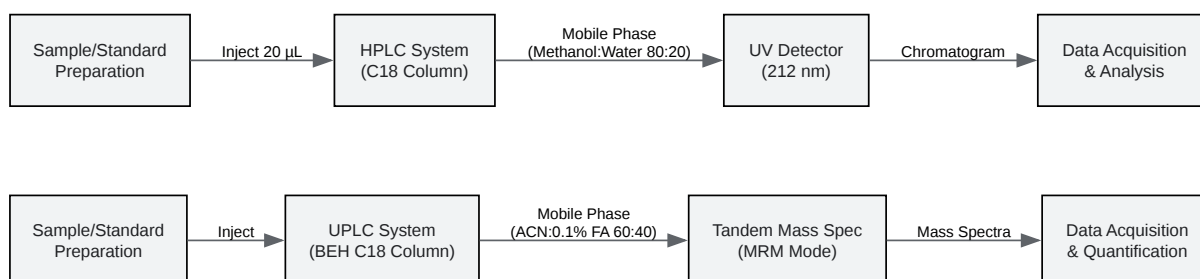 Sample/Standard
Preparation
Inject 20 µL
HPLC System
(C18 Column)
Mobile Phase
(Methanol:Water 80:20)
UV Detector
(212 nm)
Chromatogram
Data Acquisition
& Analysis
Sample/Standard
Preparation
Inject
UPLC System
(BEH C18 Column)
Mobile Phase
(ACN:0.1% FA 60:40)
Tandem Mass Spec
(MRM Mode)
Mass Spectra
Data Acquisition
& Quantification